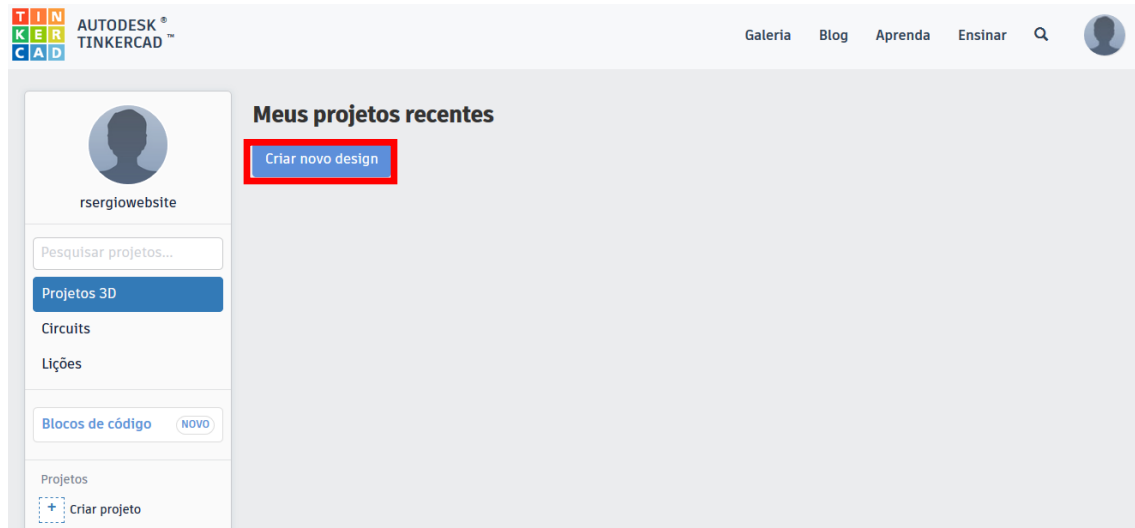 TIN
KER
CAD
AUTODESK®
TINKERCAD™
Galeria
Blog
Aprenda
Ensinar
rsergiowebsite
Pesquisar projetos...
Projetos 3D
Circuits
Lições
Blocos de código
NOVO
Projetos
+ Criar projeto
Meus projetos recentes
Criar novo design